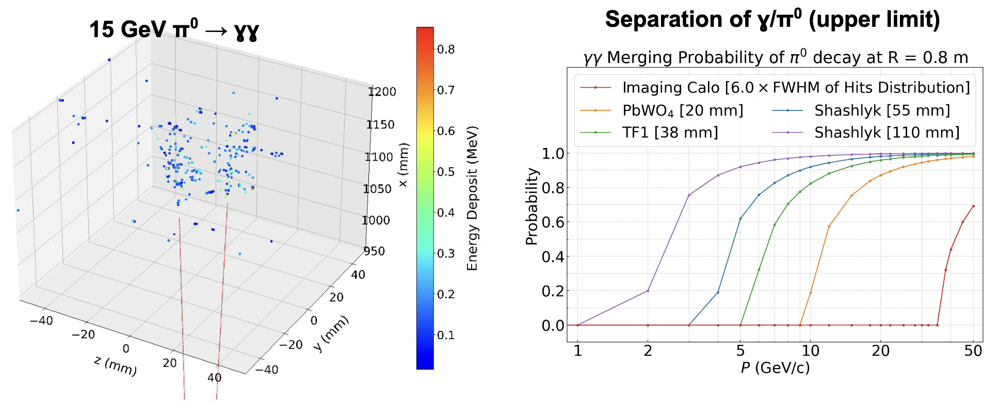 15 GeV π⁰ → ɣɣ
1200
1150
1100
1050
1000
950
x (mm)
−40
−20
0
20
40
z (mm)
−40
−20
0
20
40
y (mm)
0.8
0.7
0.6
0.5
0.4
0.3
0.2
0.1
Energy Deposit (MeV)
Separation of ɣ/π⁰ (upper limit)
γγ Merging Probability of π⁰ decay at R = 0.8 m
Imaging Calo [6.0 × FWHM of Hits Distribution]
PbWO₄ [20 mm]
Shashlyk [55 mm]
TF1 [38 mm]
Shashlyk [110 mm]
1.0
0.8
0.6
0.4
0.2
0.0
Probability
1 2 5 10 20 50
P (GeV/c)